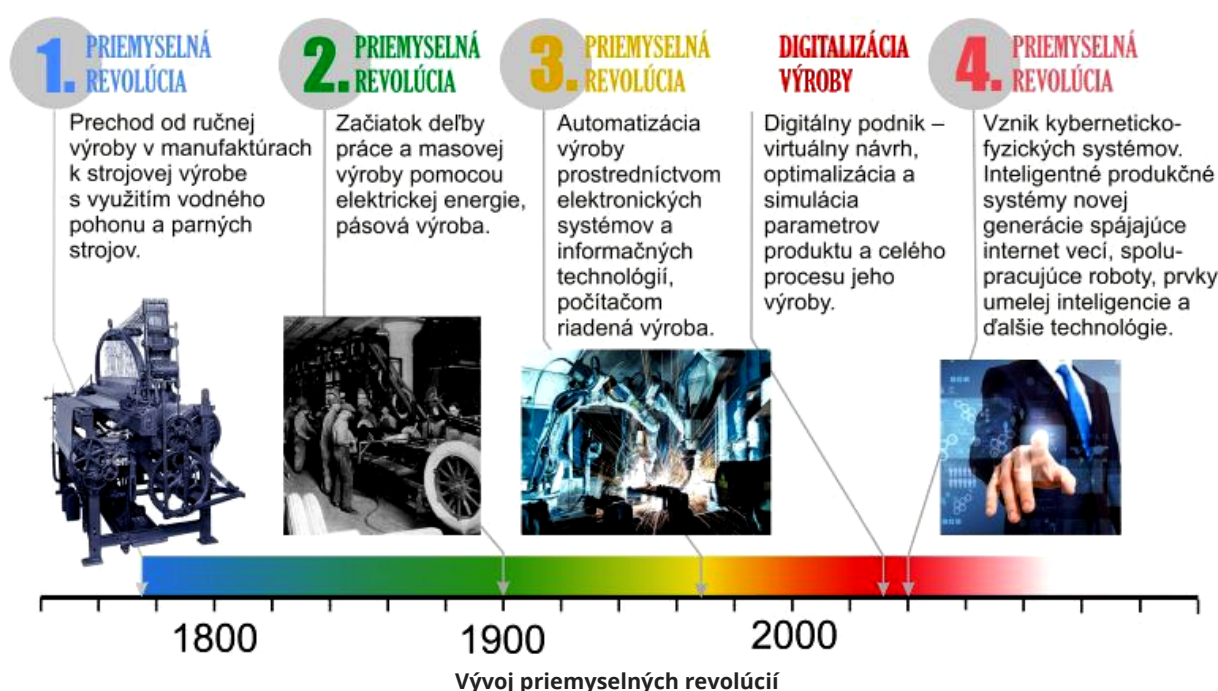 1. PRIEMYSELNÁ
REVOLÚCIA
Prechod od ručnej
výroby v manufaktúrach
k strojovej výrobe
s využitím vodného
pohonu a parných
strojov.
2. PRIEMYSELNÁ
REVOLÚCIA
Začiatok deľby
práce a masovej
výroby pomocou
elektrickej energie,
pásová výroba.
3. PRIEMYSELNÁ
REVOLÚCIA
Automatizácia
výroby
prostredníctvom
elektronických
systémov a
informačných
technológií,
počítačom
riadená výroba.
DIGITALIZÁCIA
VÝROBY
Digitálny podnik –
virtuálny návrh,
optimalizácia a
simulácia
parametrov
produktu a celého
procesu jeho
výroby.
4. PRIEMYSELNÁ
REVOLÚCIA
Vznik kyberneticko-
fyzických systémov.
Inteligentné produkčné
systémy novej
generácie spájajúce
internet vecí, spolu-
pracujúce roboty, prvky
umelej inteligencie a
ďalšie technológie.
1800
1900
2000
Vývoj priemyselných revolúcií